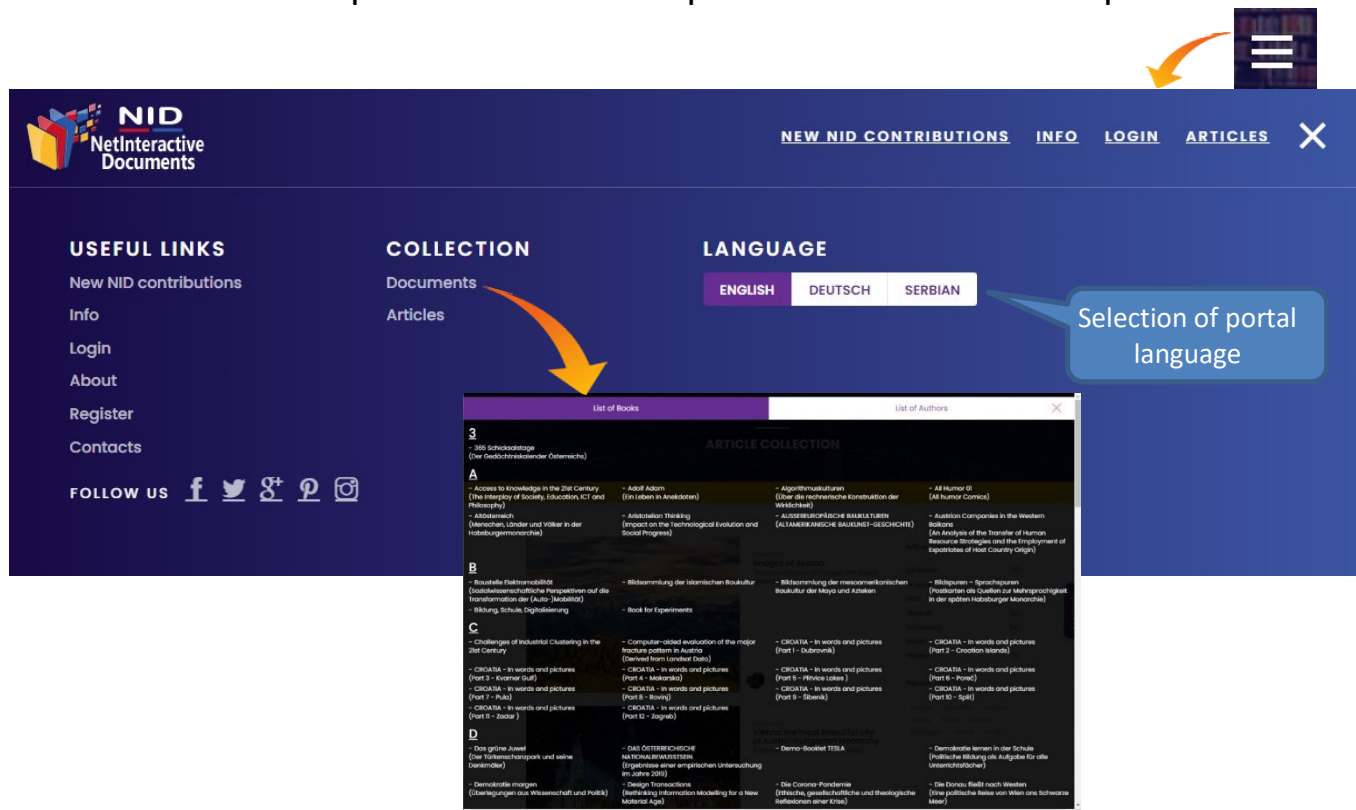 NID
NetInteractive
Documents
NEW NID CONTRIBUTIONS INFO LOGIN ARTICLES
USEFUL LINKS
New NID contributions
Info
Login
About
Register
Contacts
FOLLOW US
COLLECTION
Documents
Articles
LANGUAGE
ENGLISH DEUTSCH SERBIAN
Selection of portal
language
List of Books List of Authors
ARTICLE COLLECTION
3
- 365 Schicksalstage
(Der Gedächtniskalender Österreichs)
A
- Access to Knowledge in the 21st Century
(The Interplay of Society, Education, ICT and
Philosophy)
- Adolf Adam
(Ein Leben in Anekdoten)
- Algorithmuskulturen
(Über die rechnerische Konstruktion der
Wirklichkeit)
- All Humor 01
(All humor Comics)
- Altösterreich
(Menschen, Länder und Völker in der
Habsburgermonarchie)
- Aristotelian Thinking
(Impact on the Technological Evolution and
Social Progress)
- AUSSEREUROPÄISCHE BAUKULTUREN
(ALTAMERIKANISCHE BAUKUNST-GESCHICHTE)
- Austrian Companies in the Western
Balkans
(An Analysis of the Transfer of Human
Resource Strategies and the Employment of
Expatriates of Host Country Origin)
B
- Baustelle Elektromobilität
(Sozialwissenschaftliche Perspektiven auf die
Transformation der (Auto-)Mobilität)
- Bildsammlung der islamischen Baukultur
- Bildsammlung der mesoamerikanischen
Baukultur der Maya und Azteken
- Bildspuren – Sprachspuren
(Postkarten als Quellen zur Mehrsprachigkeit
in der späten Habsburger Monarchie)
- Bildung, Schule, Digitalisierung
- Book for Experiments
C
- Challenges of Industrial Clustering in the
21st Century
- Computer-aided evaluation of the major
fracture pattern in Austria
(Derived from Landsat Data)
- CROATIA - In words and pictures
(Part 1 - Dubrovnik)
- CROATIA - In words and pictures
(Part 2 - Croatian Islands)
- CROATIA - In words and pictures
(Part 3 - Kvarner Gulf)
- CROATIA - In words and pictures
(Part 4 - Makarska)
- CROATIA - In words and pictures
(Part 5 - Plitvice Lakes )
- CROATIA - In words and pictures
(Part 6 - Poreč)
- CROATIA - In words and pictures
(Part 7 - Pula)
- CROATIA - In words and pictures
(Part 8 - Rovinj)
- CROATIA - In words and pictures
(Part 9 - Šibenik)
- CROATIA - In words and pictures
(Part 10 - Split)
- CROATIA - In words and pictures
(Part 11 - Zadar )
- CROATIA - In words and pictures
(Part 12 - Zagreb)
D
- Das grüne Juwel
(Der Türkenschanzpark und seine
Denkmäler)
- DAS ÖSTERREICHISCHE
NATIONALBEWUSSTSEIN
(Ergebnisse einer empirischen Untersuchung
im Jahre 2019)
- Demo-Booklet TESLA
- Demokratie lernen in der Schule
(Politische Bildung als Aufgabe für alle
Unterrichtsfächer)
- Demokratie morgen
(Überlegungen aus Wissenschaft und Politik)
- Design Transactions
(Rethinking Information Modelling for a New
Material Age)
- Die Corona-Pandemie
(Ethische, gesellschaftliche und theologische
Reflexionen einer Krise)
- Die Donau fließt nach Westen
(Eine politische Reise von Wien ans Schwarze
Meer)